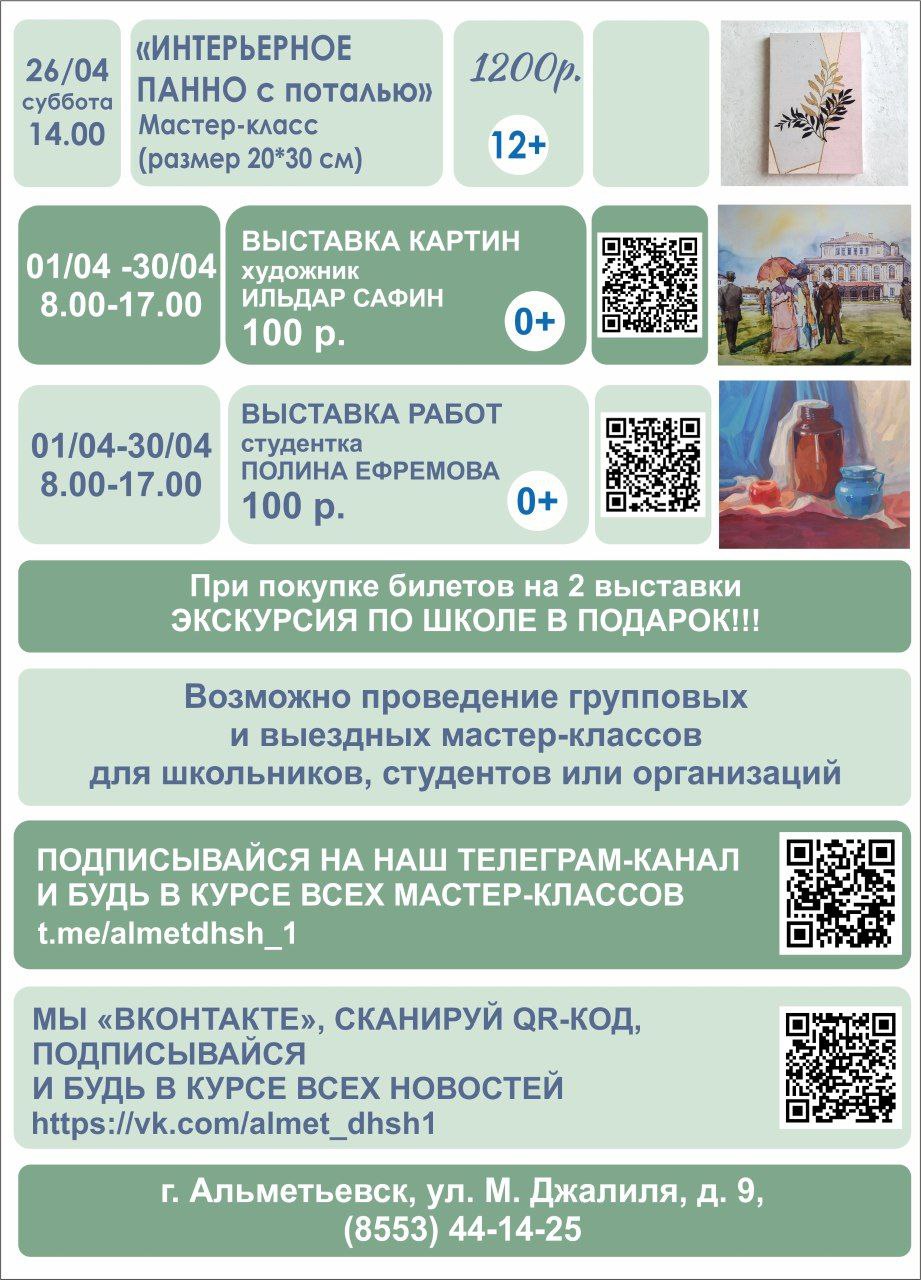 26/04
суббота
14.00
«ИНТЕРЬЕРНОЕ
ПАННО с поталью»
Мастер-класс
(размер 20*30 см)
1200р.
12+
01/04 -30/04
8.00-17.00
ВЫСТАВКА КАРТИН
художник
ИЛЬДАР САФИН
100 р.
0+
01/04-30/04
8.00-17.00
ВЫСТАВКА РАБОТ
студентка
ПОЛИНА ЕФРЕМОВА
100 р.
0+
При покупке билетов на 2 выставки
ЭКСКУРСИЯ ПО ШКОЛЕ В ПОДАРОК!!!
Возможно проведение групповых
и выездных мастер-классов
для школьников, студентов или организаций
ПОДПИСЫВАЙСЯ НА НАШ ТЕЛЕГРАМ-КАНАЛ
И БУДЬ В КУРСЕ ВСЕХ МАСТЕР-КЛАССОВ
t.me/almetdhsh_1
МЫ «ВКОНТАКТЕ», СКАНИРУЙ QR-КОД,
ПОДПИСЫВАЙСЯ
И БУДЬ В КУРСЕ ВСЕХ НОВОСТЕЙ
https://vk.com/almet_dhsh1
г. Альметьевск, ул. М. Джалиля, д. 9,
(8553) 44-14-25